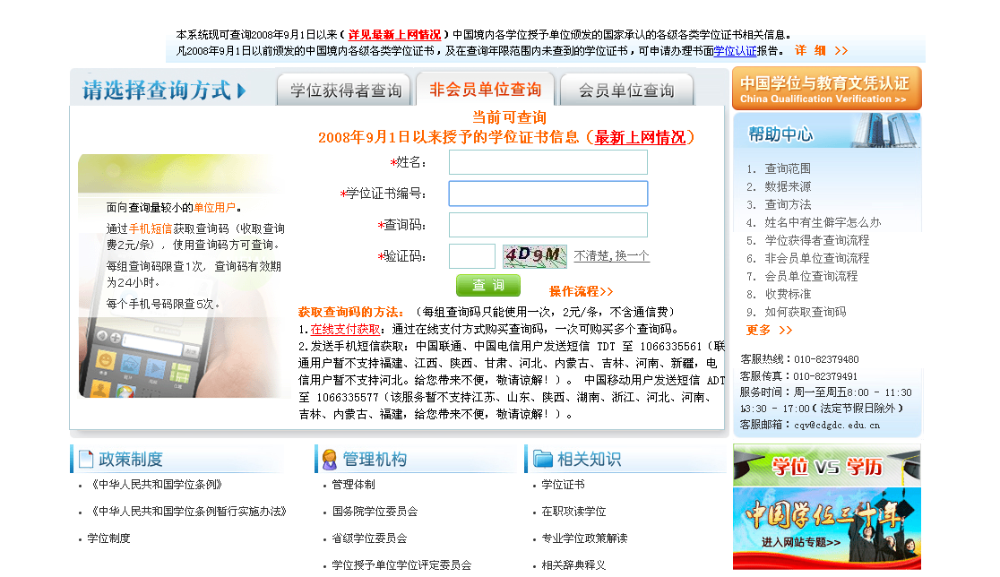 本系统现可查询2008年9月1日以来（详见最新上网情况）中国境内各学位授予单位颁发的国家承认的各级各类学位证书相关信息。
凡2008年9月1日以前颁发的中国境内各级各类学位证书，及在查询年限范围内未查到的学位证书，可申请办理书面学位认证报告。 详 细 >>
请选择查询方式
学位获得者查询
非会员单位查询
会员单位查询
当前可查询
2008年9月1日以来授予的学位证书信息（最新上网情况）
面向查询量较小的单位用户。
通过手机短信获取查询码（收取查询
费2元/条），使用查询码方可查询。
每组查询码限查1次，查询码有效期
为24小时。
每个手机号码限查5次。
*姓名：
*学位证书编号：
*查询码：
*验证码：
4D9M
不清楚,换一个
查 询
操作流程>>
获取查询码的方法：（每组查询码只能使用一次，2元/条，不含通信费）
1.在线支付获取：通过在线支付方式购买查询码，一次可购买多个查询码。
2.发送手机短信获取：中国联通、中国电信用户发送短信 TDT 至 1066335561（联
通用户暂不支持福建、江西、陕西、甘肃、河北、内蒙古、吉林、河南、新疆，电
信用户暂不支持河北。给您带来不便，敬请谅解！）。 中国移动用户发送短信 ADT
至 1066335577（该服务暂不支持江苏、山东、陕西、湖南、浙江、河北、河南、
吉林、内蒙古、福建，给您带来不便，敬请谅解！）。
中国学位与教育文凭认证
China Qualification Verification >>
帮助中心
1. 查询范围
2. 数据来源
3. 查询方法
4. 姓名中有生僻字怎么办
5. 学位获得者查询流程
6. 非会员单位查询流程
7. 会员单位查询流程
8. 收费标准
9. 如何获取查询码
更多 >>
客服热线：010-82379480
客服传真：010-82379491
服务时间：周一至周五8:00 - 11:30
13:30 - 17:00（法定节假日除外）
客服邮箱：cqv@cdgdc.edu.cn
政策制度
《中华人民共和国学位条例》
《中华人民共和国学位条例暂行实施办法》
学位制度
管理机构
管理体制
国务院学位委员会
省级学位委员会
学位授予单位学位评定委员会
相关知识
学位证书
在职攻读学位
专业学位政策解读
相关辞典释义
学位 VS 学历
中国学位三十年
进入网站专题>>